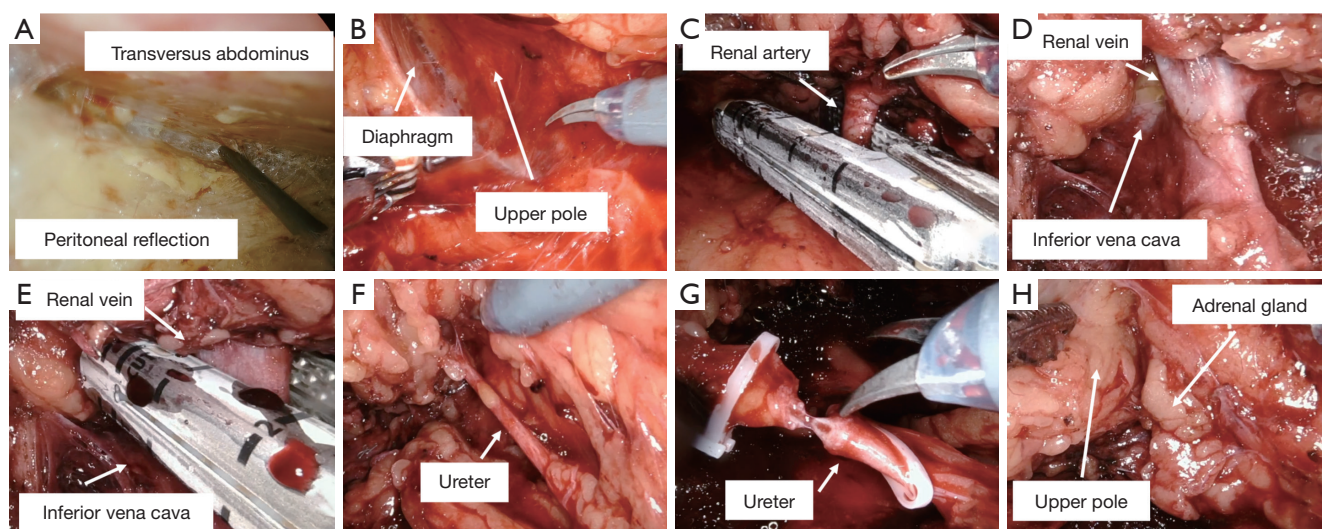 A
Transversus abdominus
Peritoneal reflection
B
Diaphragm
Upper pole
C
Renal artery
D
Renal vein
Inferior vena cava
E
Renal vein
Inferior vena cava
F
Ureter
G
Ureter
H
Adrenal gland
Upper pole